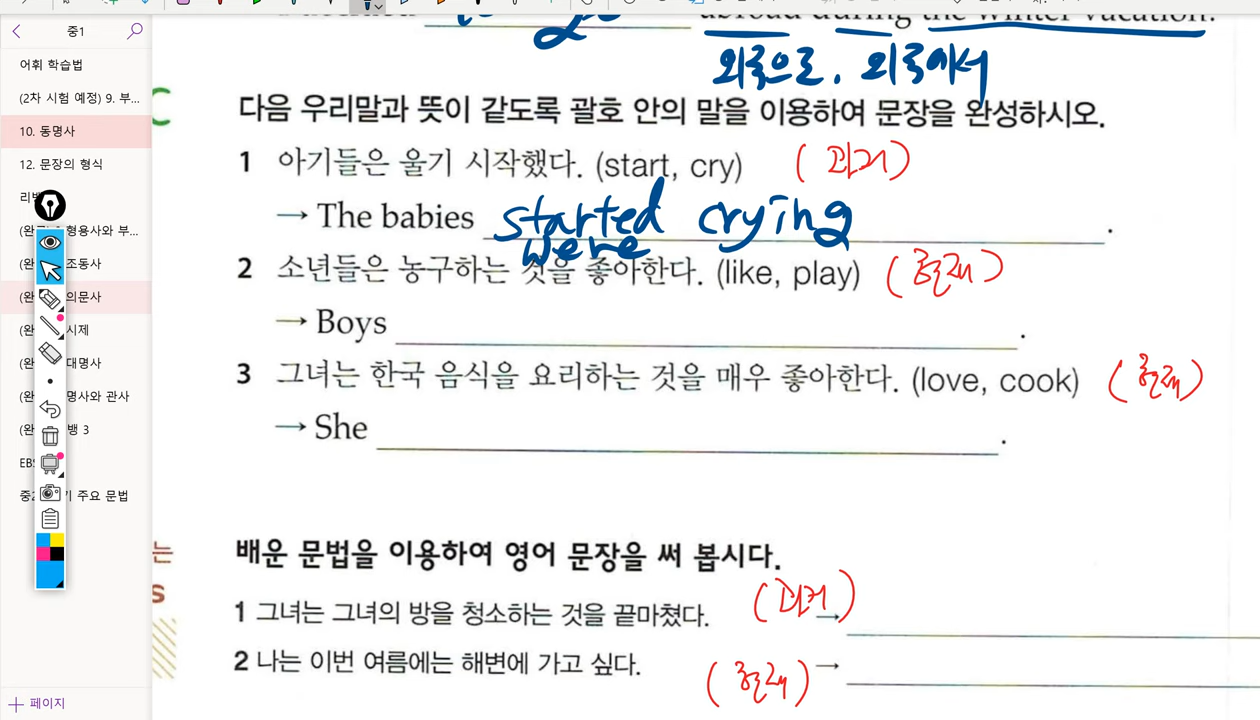 중1
어휘 학습법
(2차 시험 예정) 9. 부...
10. 동명사
12. 문장의 형식
리뱅
형용사와 부...
조동사
의문사
시제
대명사
명사와 관사
뱅 3
EBS
주요 문법
페이지
abroad during the winter vacation.
외국으로. 외국에서
C
다음 우리말과 뜻이 같도록 괄호 안의 말을 이용하여 문장을 완성하시오.
1 아기들은 울기 시작했다. (start, cry) (과거)
→ The babies started crying.
were
2 소년들은 농구하는 것을 좋아한다. (like, play) (현재)
→ Boys .
3 그녀는 한국 음식을 요리하는 것을 매우 좋아한다. (love, cook) (현재)
→ She .
는
s
배운 문법을 이용하여 영어 문장을 써 봅시다.
1 그녀는 그녀의 방을 청소하는 것을 끝마쳤다. (과거) →
2 나는 이번 여름에는 해변에 가고 싶다. (현재) →